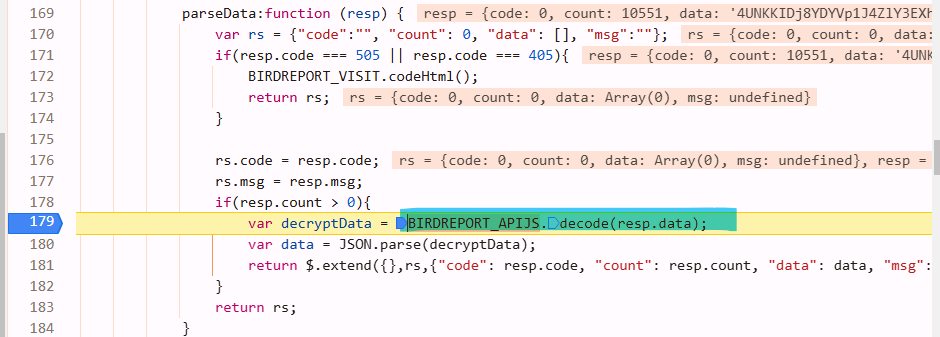 169 parseData:function (resp) { resp = {code: 0, count: 10551, data: '4UNKKIDj8YDYVp1J4ZlY3EXH
170 var rs = {"code":"", "count": 0, "data": [], "msg":""}; rs = {code: 0, count: 0, data:
171 if(resp.code === 505 || resp.code === 405){ resp = {code: 0, count: 10551, data: '4UNK
172 BIRDREPORT_VISIT.codeHtml();
173 return rs; rs = {code: 0, count: 0, data: Array(0), msg: undefined}
174 }
175
176 rs.code = resp.code; rs = {code: 0, count: 0, data: Array(0), msg: undefined}, resp =
177 rs.msg = resp.msg;
178 if(resp.count > 0){
179 var decryptData = BIRDREPORT_APIJS.decode(resp.data);
180 var data = JSON.parse(decryptData);
181 return $.extend({},rs,{"code": resp.code, "count": resp.count, "data": data, "msg":
182 }
183 return rs;
184 }